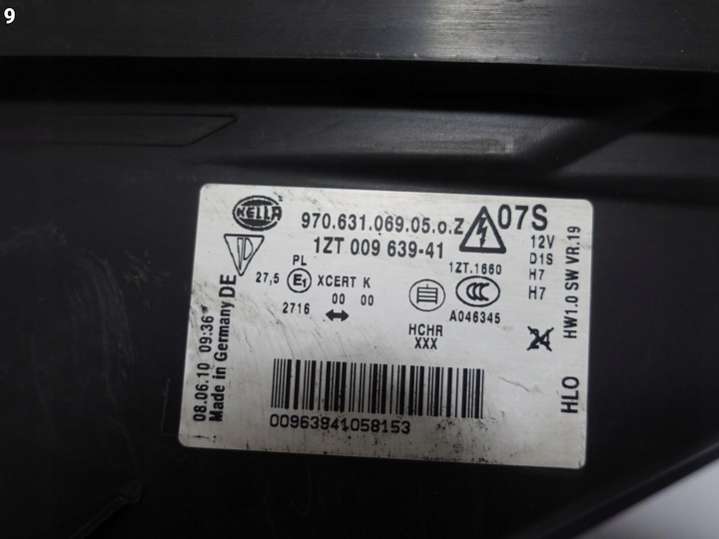 9
HELLA
970.631.069.05.o.Z
07S
1ZT 009 639-41
12V
D1S
H7
H7
PL
27,5 E1 XCERT K
00 00
2716
1ZT.1660
CCC
A046345
HCHR
XXX
24
HW1.0 SW VR.19
HLO
08.06.10 09:36
Made in Germany DE
00963941058153